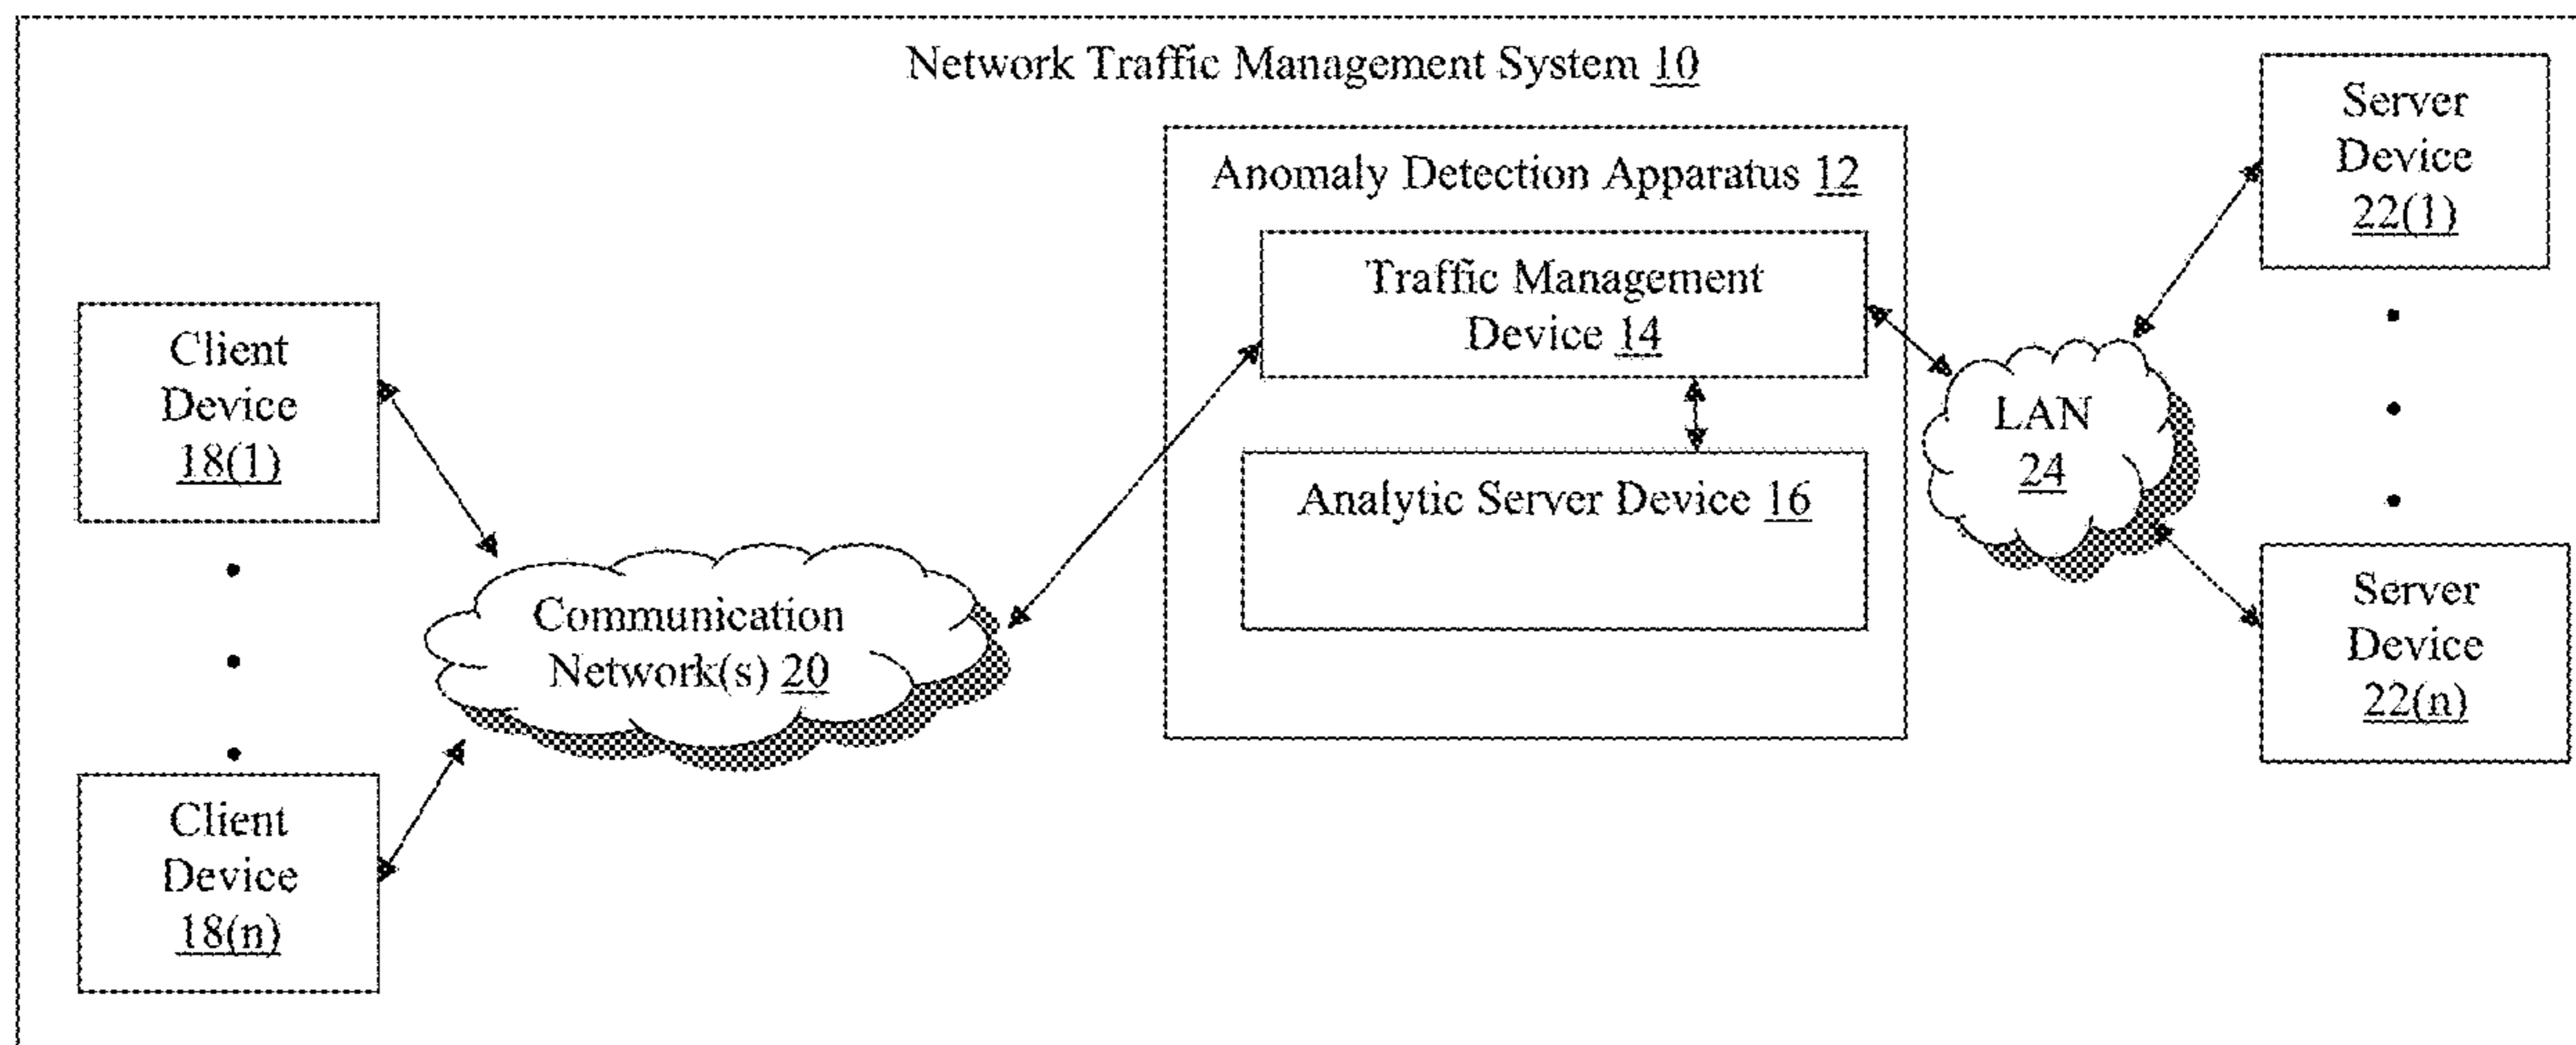 Network Traffic Management System 10
Anomaly Detection Apparatus 12
Traffic Management
Device 14
Analytic Server Device 16
Client
Device
18(1)
Client
Device
18(n)
Communication
Network(s) 20
LAN
24
Server
Device
22(1)
Server
Device
22(n)